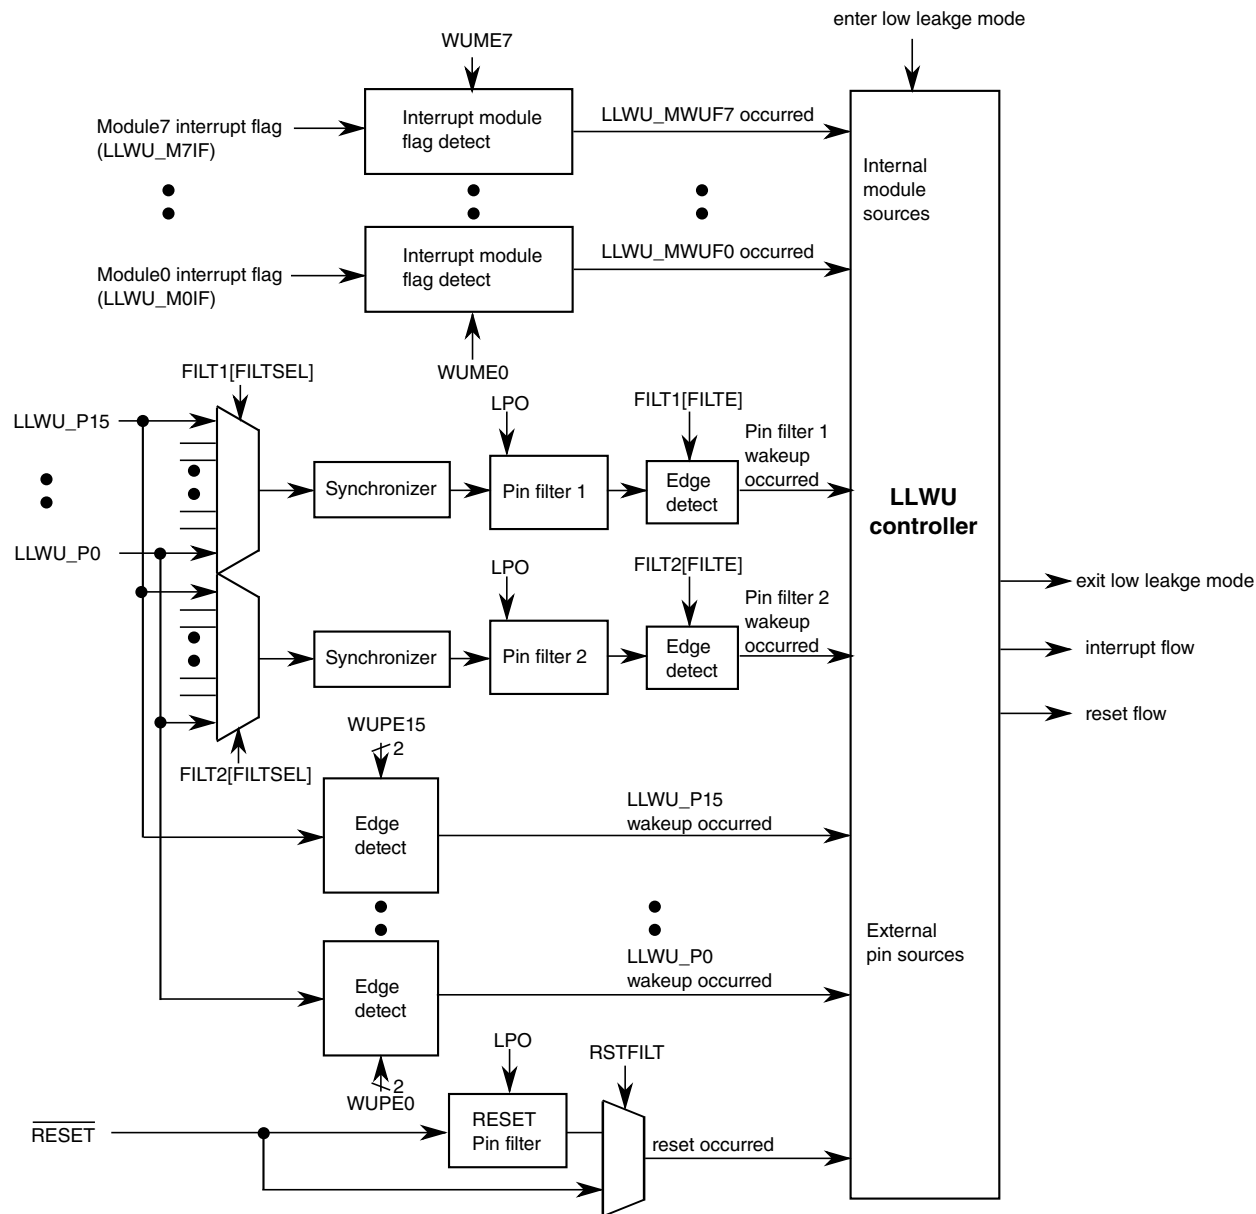 enter low leakge mode
WUME7
Interrupt module
flag detect
LLWU_MWUF7 occurred
Module7 interrupt flag
(LLWU_M7IF)
Internal
module
sources
Interrupt module
flag detect
LLWU_MWUF0 occurred
Module0 interrupt flag
(LLWU_M0IF)
WUME0
FILT1[FILTSEL]
LLWU_P15
LPO
FILT1[FILTE]
Pin filter 1
wakeup
occurred
Synchronizer
Pin filter 1
Edge
detect
LLWU
controller
LLWU_P0
LPO
FILT2[FILTE]
Pin filter 2
wakeup
occurred
exit low leakge mode
Synchronizer
Pin filter 2
Edge
detect
interrupt flow
reset flow
WUPE15
2
FILT2[FILTSEL]
Edge
detect
LLWU_P15
wakeup occurred
External
pin sources
LLWU_P0
wakeup occurred
Edge
detect
2
WUPE0
LPO
RSTFILT
RESET
RESET
Pin filter
reset occurred